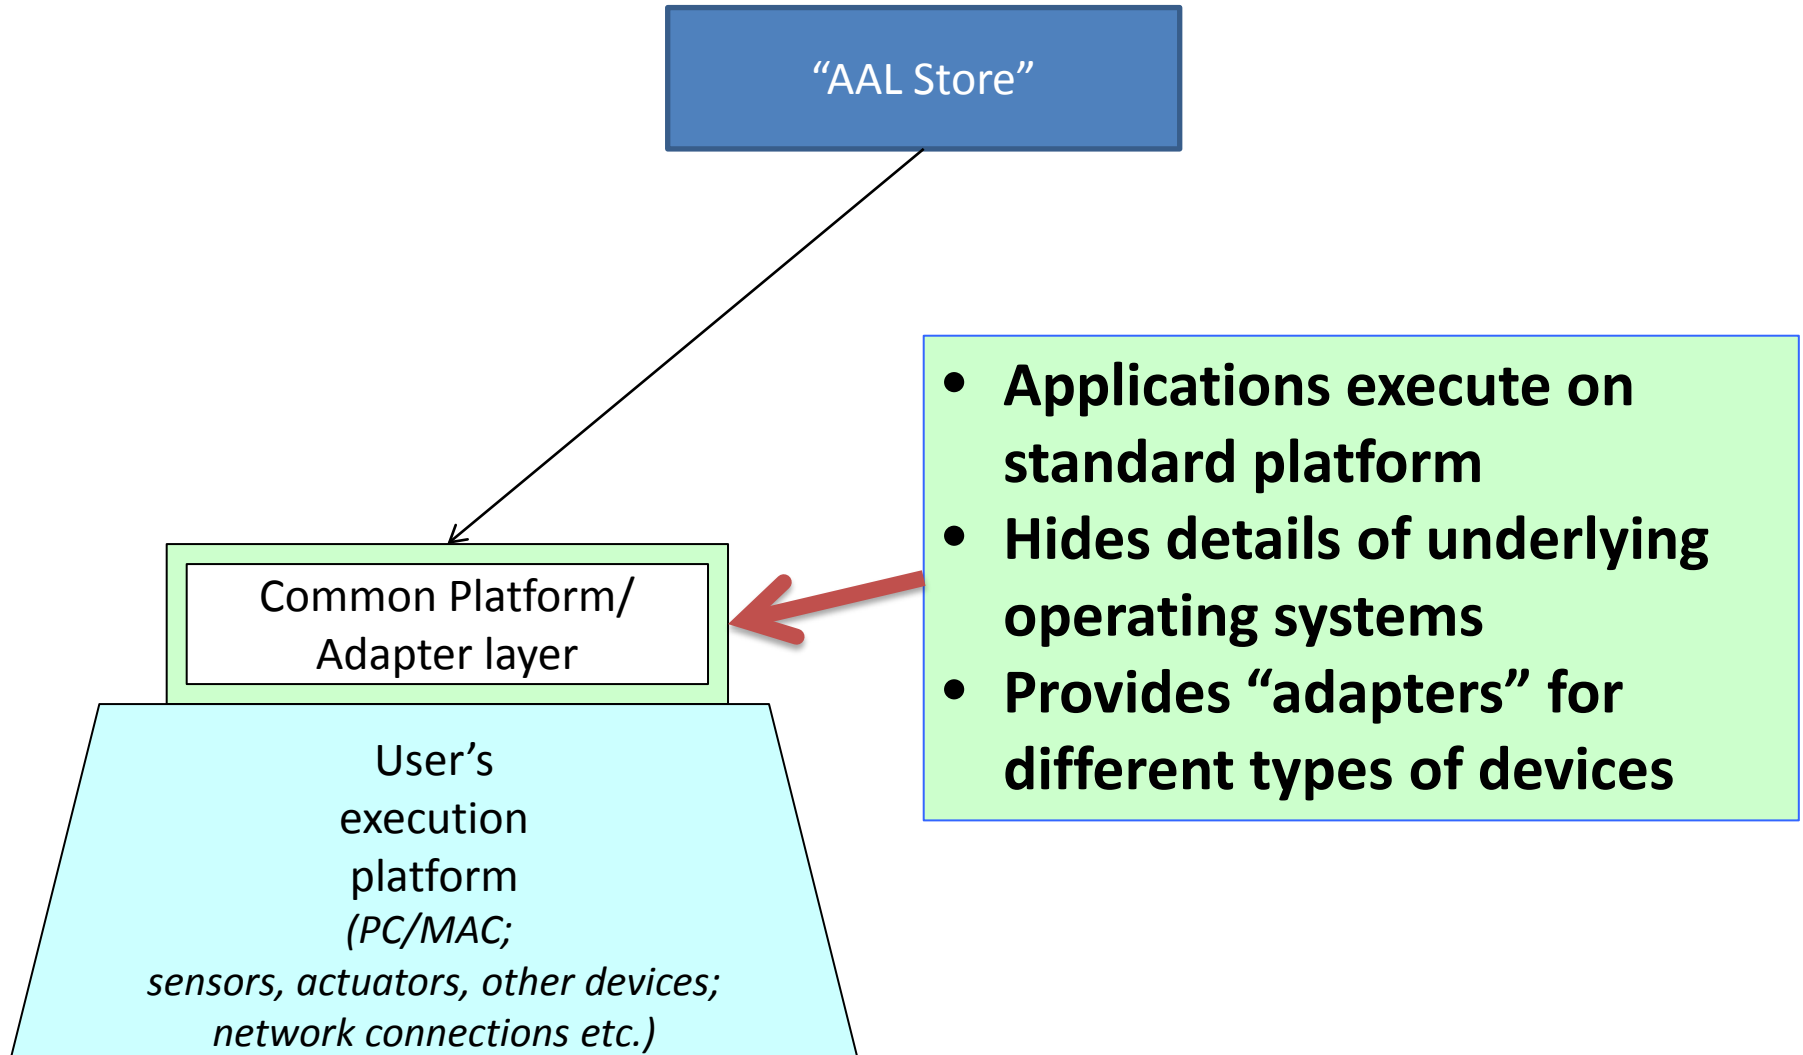 “AAL Store”
Common Platform/
Adapter layer
• Applications execute on
standard platform
• Hides details of underlying
operating systems
• Provides “adapters” for
different types of devices
User’s
execution
platform
(PC/MAC;
sensors, actuators, other devices;
network connections etc.)